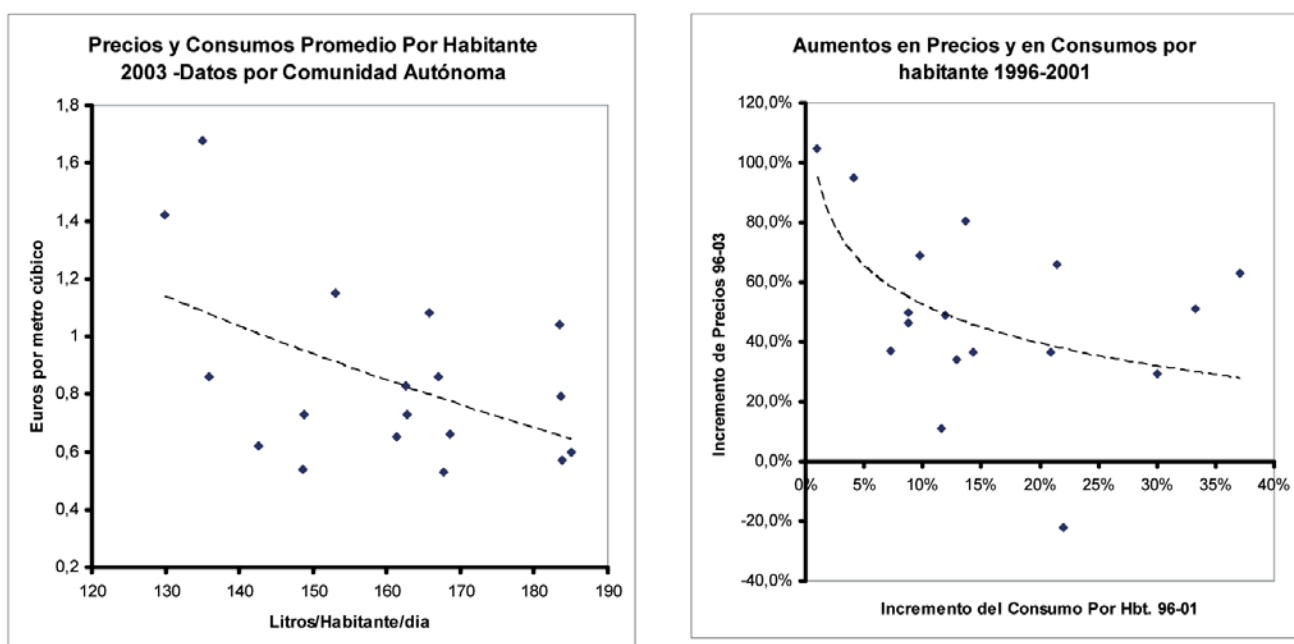 Precios y Consumos Promedio Por Habitante
2003 -Datos por Comunidad Autónoma
1,8
1,6
1,4
1,2
1
0,8
0,6
0,4
0,2
Euros por metro cúbico
120 130 140 150 160 170 180 190
Litros/Habitante/dia
Aumentos en Precios y en Consumos por
habitante 1996-2001
120,0%
100,0%
80,0%
60,0%
40,0%
20,0%
0,0%
-20,0%
-40,0%
Incremento de Precios 96-03
0% 5% 10% 15% 20% 25% 30% 35% 40%
Incremento del Consumo Por Hbt. 96-01